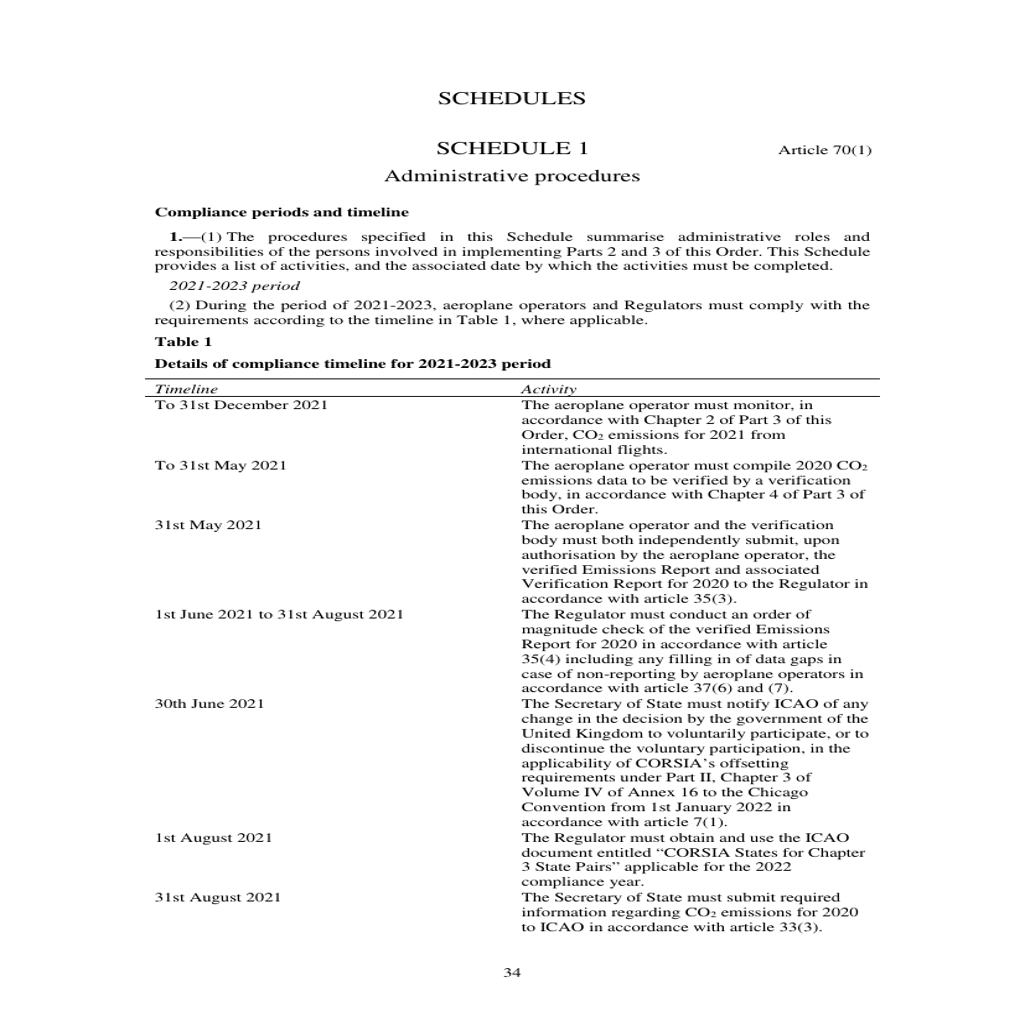 SCHEDULES
SCHEDULE 1
Article 70(1)
Administrative procedures
Compliance periods and timeline
1.—(1) The procedures specified in this Schedule summarise administrative roles and
responsibilities of the persons involved in implementing Parts 2 and 3 of this Order. This Schedule
provides a list of activities, and the associated date by which the activities must be completed.
2021-2023 period
(2) During the period of 2021-2023, aeroplane operators and Regulators must comply with the
requirements according to the timeline in Table 1, where applicable.
Table 1
Details of compliance timeline for 2021-2023 period
Timeline
Activity
To 31st December 2021
The aeroplane operator must monitor, in
accordance with Chapter 2 of Part 3 of this
Order, CO₂ emissions for 2021 from
international flights.
To 31st May 2021
The aeroplane operator must compile 2020 CO₂
emissions data to be verified by a verification
body, in accordance with Chapter 4 of Part 3 of
this Order.
31st May 2021
The aeroplane operator and the verification
body must both independently submit, upon
authorisation by the aeroplane operator, the
verified Emissions Report and associated
Verification Report for 2020 to the Regulator in
accordance with article 35(3).
1st June 2021 to 31st August 2021
The Regulator must conduct an order of
magnitude check of the verified Emissions
Report for 2020 in accordance with article
35(4) including any filling in of data gaps in
case of non-reporting by aeroplane operators in
accordance with article 37(6) and (7).
30th June 2021
The Secretary of State must notify ICAO of any
change in the decision by the government of the
United Kingdom to voluntarily participate, or to
discontinue the voluntary participation, in the
applicability of CORSIA's offsetting
requirements under Part II, Chapter 3 of
Volume IV of Annex 16 to the Chicago
Convention from 1st January 2022 in
accordance with article 7(1).
1st August 2021
The Regulator must obtain and use the ICAO
document entitled “CORSIA States for Chapter
3 State Pairs” applicable for the 2022
compliance year.
31st August 2021
The Secretary of State must submit required
information regarding CO₂ emissions for 2020
to ICAO in accordance with article 33(3).
34